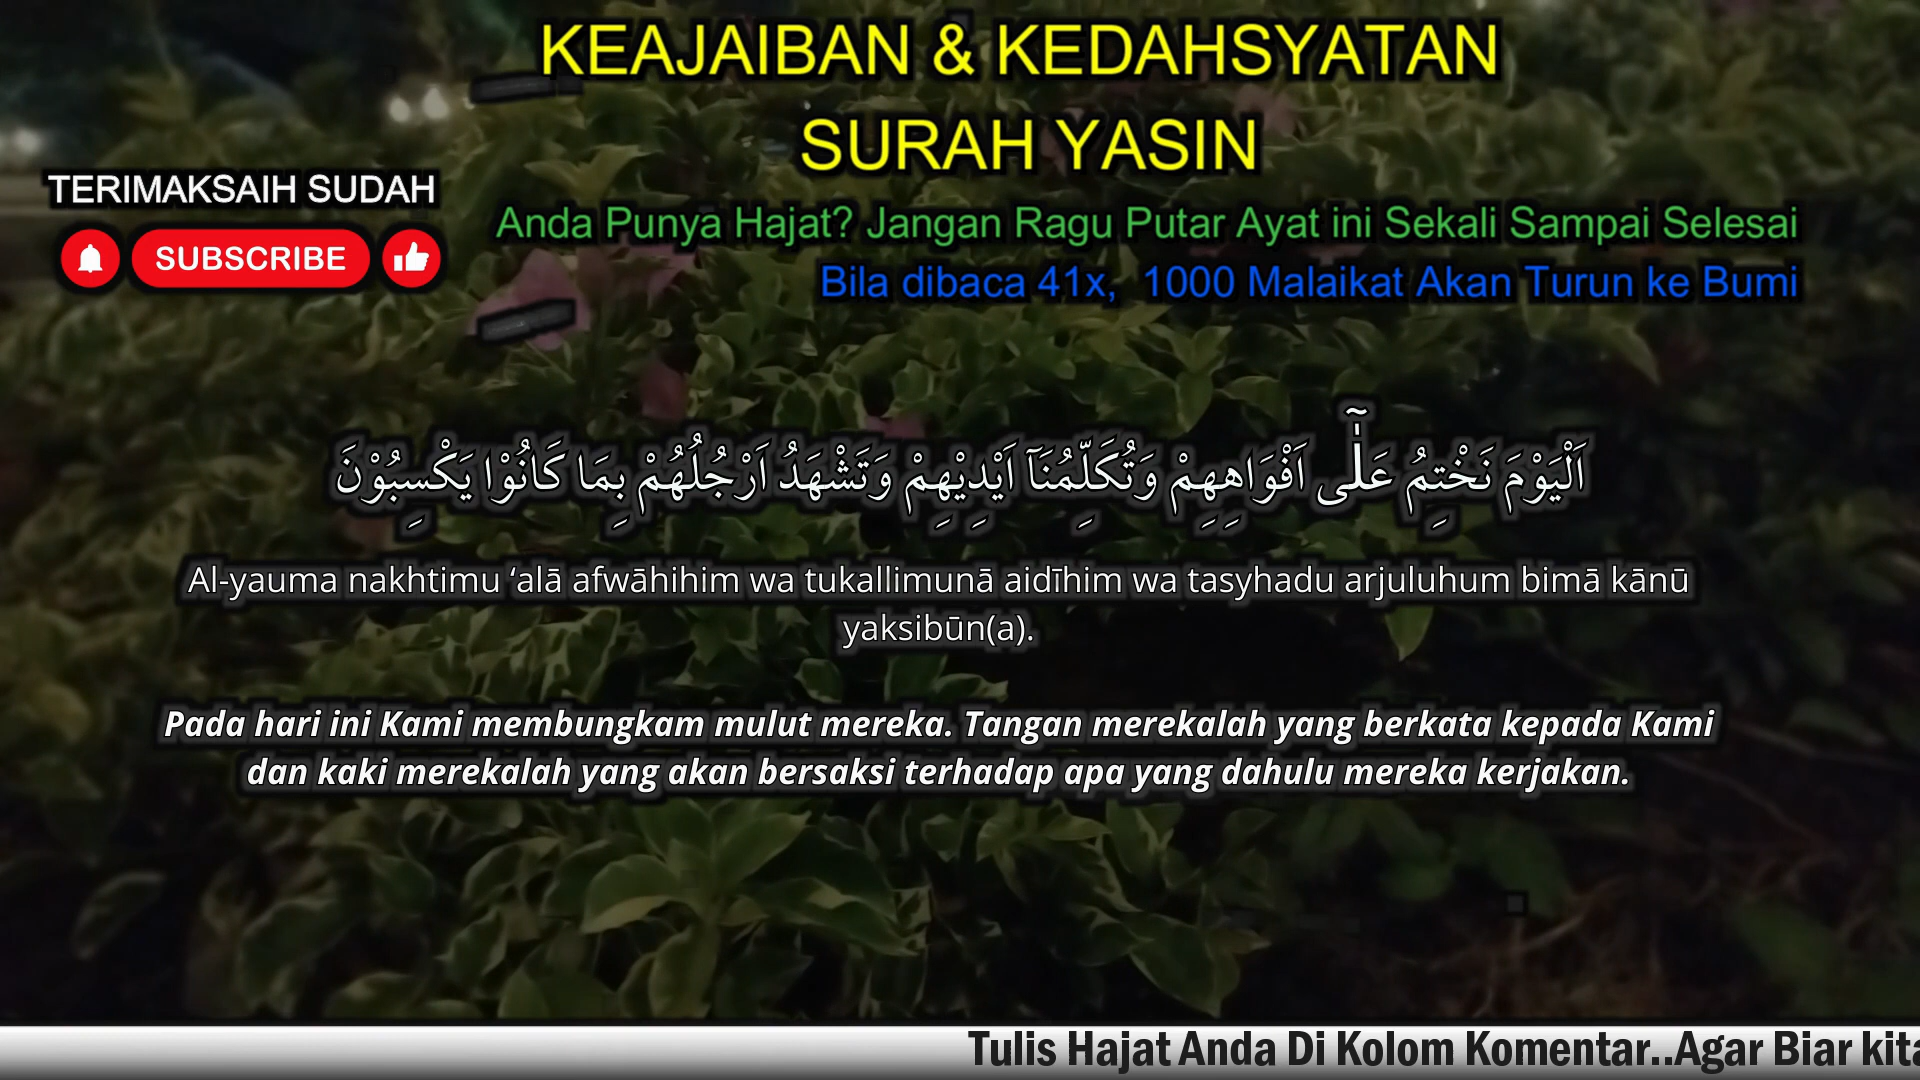 KEAJAIBAN & KEDAHSYATAN
SURAH YASIN
TERIMAKSAIH SUDAH
SUBSCRIBE
Anda Punya Hajat? Jangan Ragu Putar Ayat ini Sekali Sampai Selesai
Bila dibaca 41x, 1000 Malaikat Akan Turun ke Bumi
اَلْيَوْمَ نَخْتِمُ عَلٰٓى اَفْوَاهِهِمْ وَتُكَلِّمُنَآ اَيْدِيْهِمْ وَتَشْهَدُ اَرْجُلُهُمْ بِمَا كَانُوْا يَكْسِبُوْنَ
Al-yauma nakhtimu ‘alā afwāhihim wa tukallimunā aidīhim wa tasyhadu arjuluhum bimā kānū
yaksibūn(a).
Pada hari ini Kami membungkam mulut mereka. Tangan merekalah yang berkata kepada Kami
dan kaki merekalah yang akan bersaksi terhadap apa yang dahulu mereka kerjakan.
Tulis Hajat Anda Di Kolom Komentar..Agar Biar kita